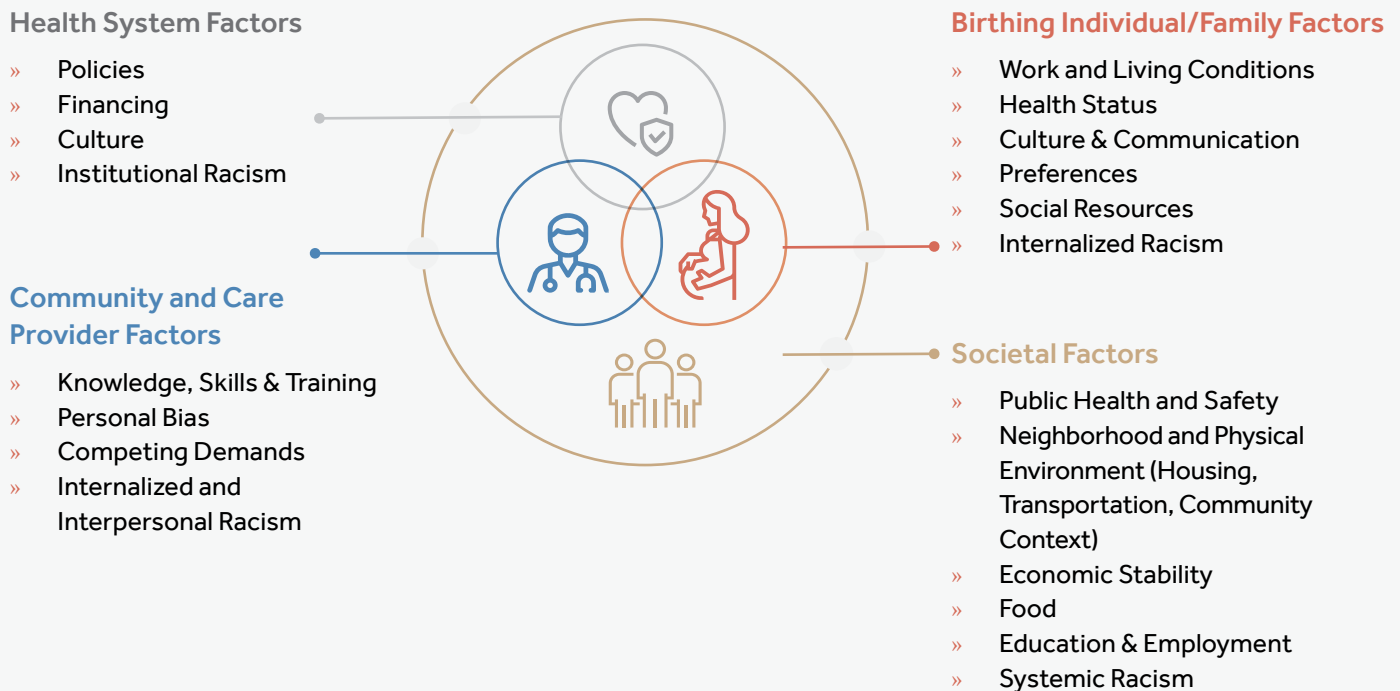 Health System Factors
» Policies
» Financing
» Culture
» Institutional Racism
Community and Care
Provider Factors
» Knowledge, Skills & Training
» Personal Bias
» Competing Demands
» Internalized and
Interpersonal Racism
Birthing Individual/Family Factors
» Work and Living Conditions
» Health Status
» Culture & Communication
» Preferences
» Social Resources
» Internalized Racism
Societal Factors
» Public Health and Safety
» Neighborhood and Physical
Environment (Housing,
Transportation, Community
Context)
» Economic Stability
» Food
» Education & Employment
» Systemic Racism